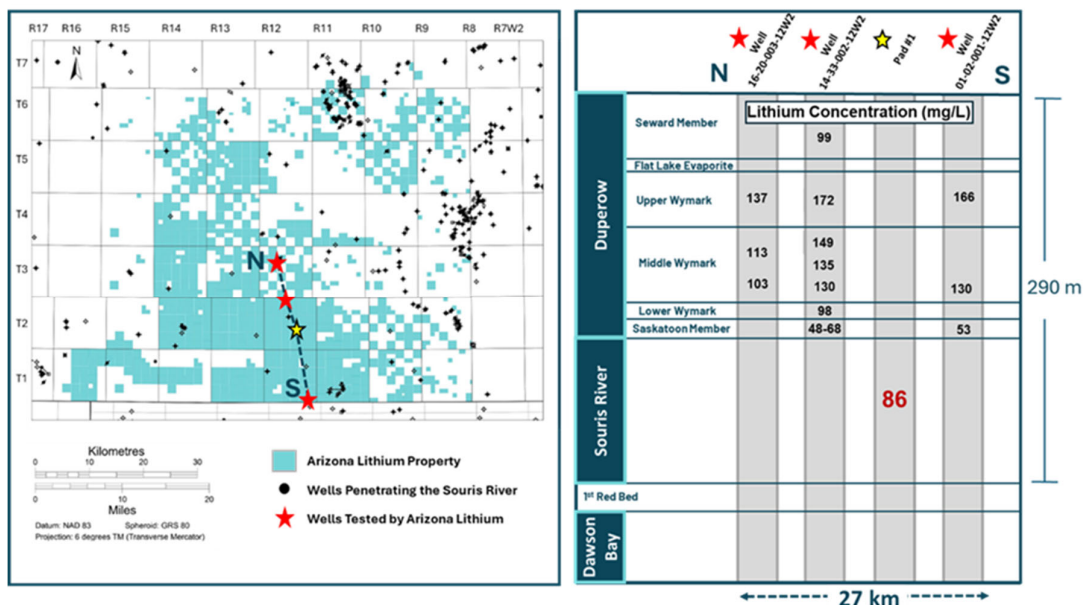 R17 R16 R15 R14 R13 R12 R11 R10 R9 R8 R7W2
N
T7
T6
T5
T4
T3
T2
T1
N
S
Kilometres
0 10 20 30
0 10 20
Miles
Datum: NAD 83 Spheroid: GRS 80
Projection: 6 degrees TM (Transverse Mercator)
Arizona Lithium Property
Wells Penetrating the Souris River
Wells Tested by Arizona Lithium
N
Well
16-20-003-12W2
Well
14-33-002-12W2
Pad #1
Well
01-02-001-12W2
S
Lithium Concentration (mg/L)
Duperow
Seward Member
99
Flat Lake Evaporite
Upper Wymark
137 172 166
Middle Wymark
113
103
149
135
130
130
Lower Wymark
98
Saskatoon Member
48-68 53
Souris River
86
1st Red Bed
Dawson
Bay
290 m
27 km